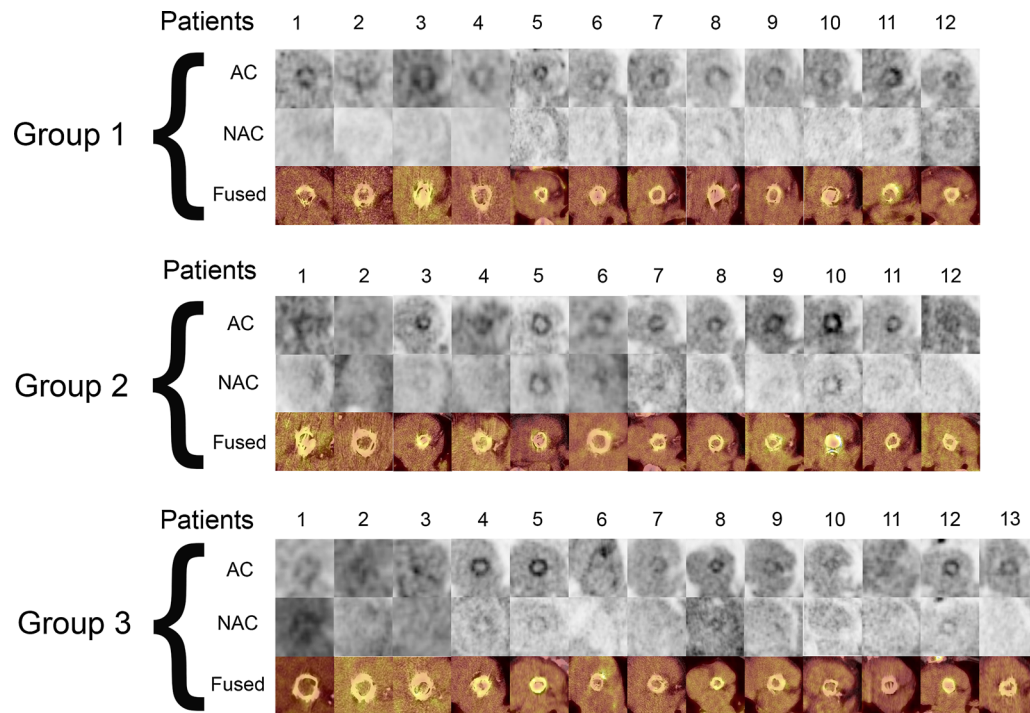 Patients 1 2 3 4 5 6 7 8 9 10 11 12
AC
Group 1
NAC
Fused
Patients 1 2 3 4 5 6 7 8 9 10 11 12
AC
Group 2
NAC
Fused
Patients 1 2 3 4 5 6 7 8 9 10 11 12 13
AC
Group 3
NAC
Fused